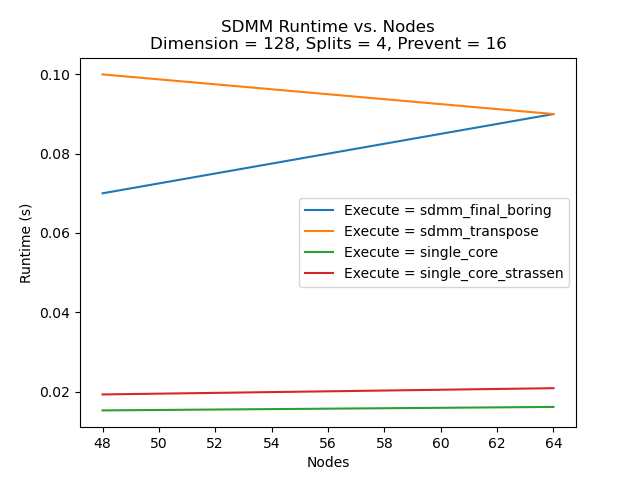 SDMM Runtime vs. Nodes
Dimension = 128, Splits = 4, Prevent = 16
0.10
0.08
0.06
0.04
0.02
Runtime (s)
Execute = sdmm_final_boring
Execute = sdmm_transpose
Execute = single_core
Execute = single_core_strassen
48 50 52 54 56 58 60 62 64
Nodes